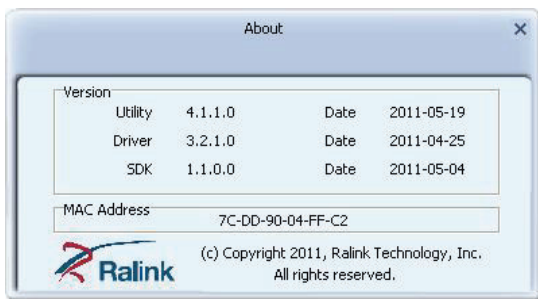 About
Version
Utility 4.1.1.0 Date 2011-05-19
Driver 3.2.1.0 Date 2011-04-25
SDK 1.1.0.0 Date 2011-05-04
MAC Address
7C-DD-90-04-FF-C2
Ralink
(c) Copyright 2011, Ralink Technology, Inc.
All rights reserved.